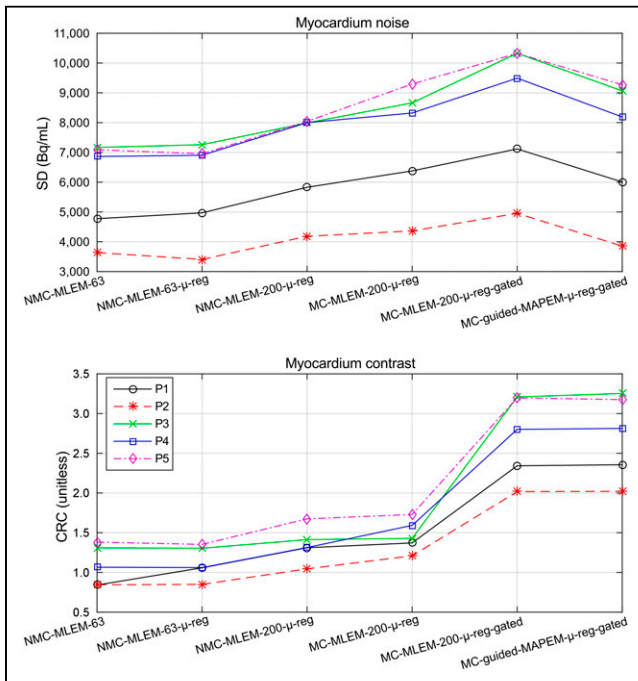 Myocardium noise
11,000
10,000
9,000
8,000
7,000
6,000
5,000
4,000
3,000
SD (Bq/mL)
NMC-MLEM-63
NMC-MLEM-63-μ-reg
NMC-MLEM-200-μ-reg
MC-MLEM-200-μ-reg
MC-MLEM-200-μ-reg-gated
MC-guided-MAPEM-μ-reg-gated
Myocardium contrast
3.5
3.0
2.5
2.0
1.5
1.0
0.5
CRC (unitless)
P1
P2
P3
P4
P5
NMC-MLEM-63
NMC-MLEM-63-μ-reg
NMC-MLEM-200-μ-reg
MC-MLEM-200-μ-reg
MC-MLEM-200-μ-reg-gated
MC-guided-MAPEM-μ-reg-gated